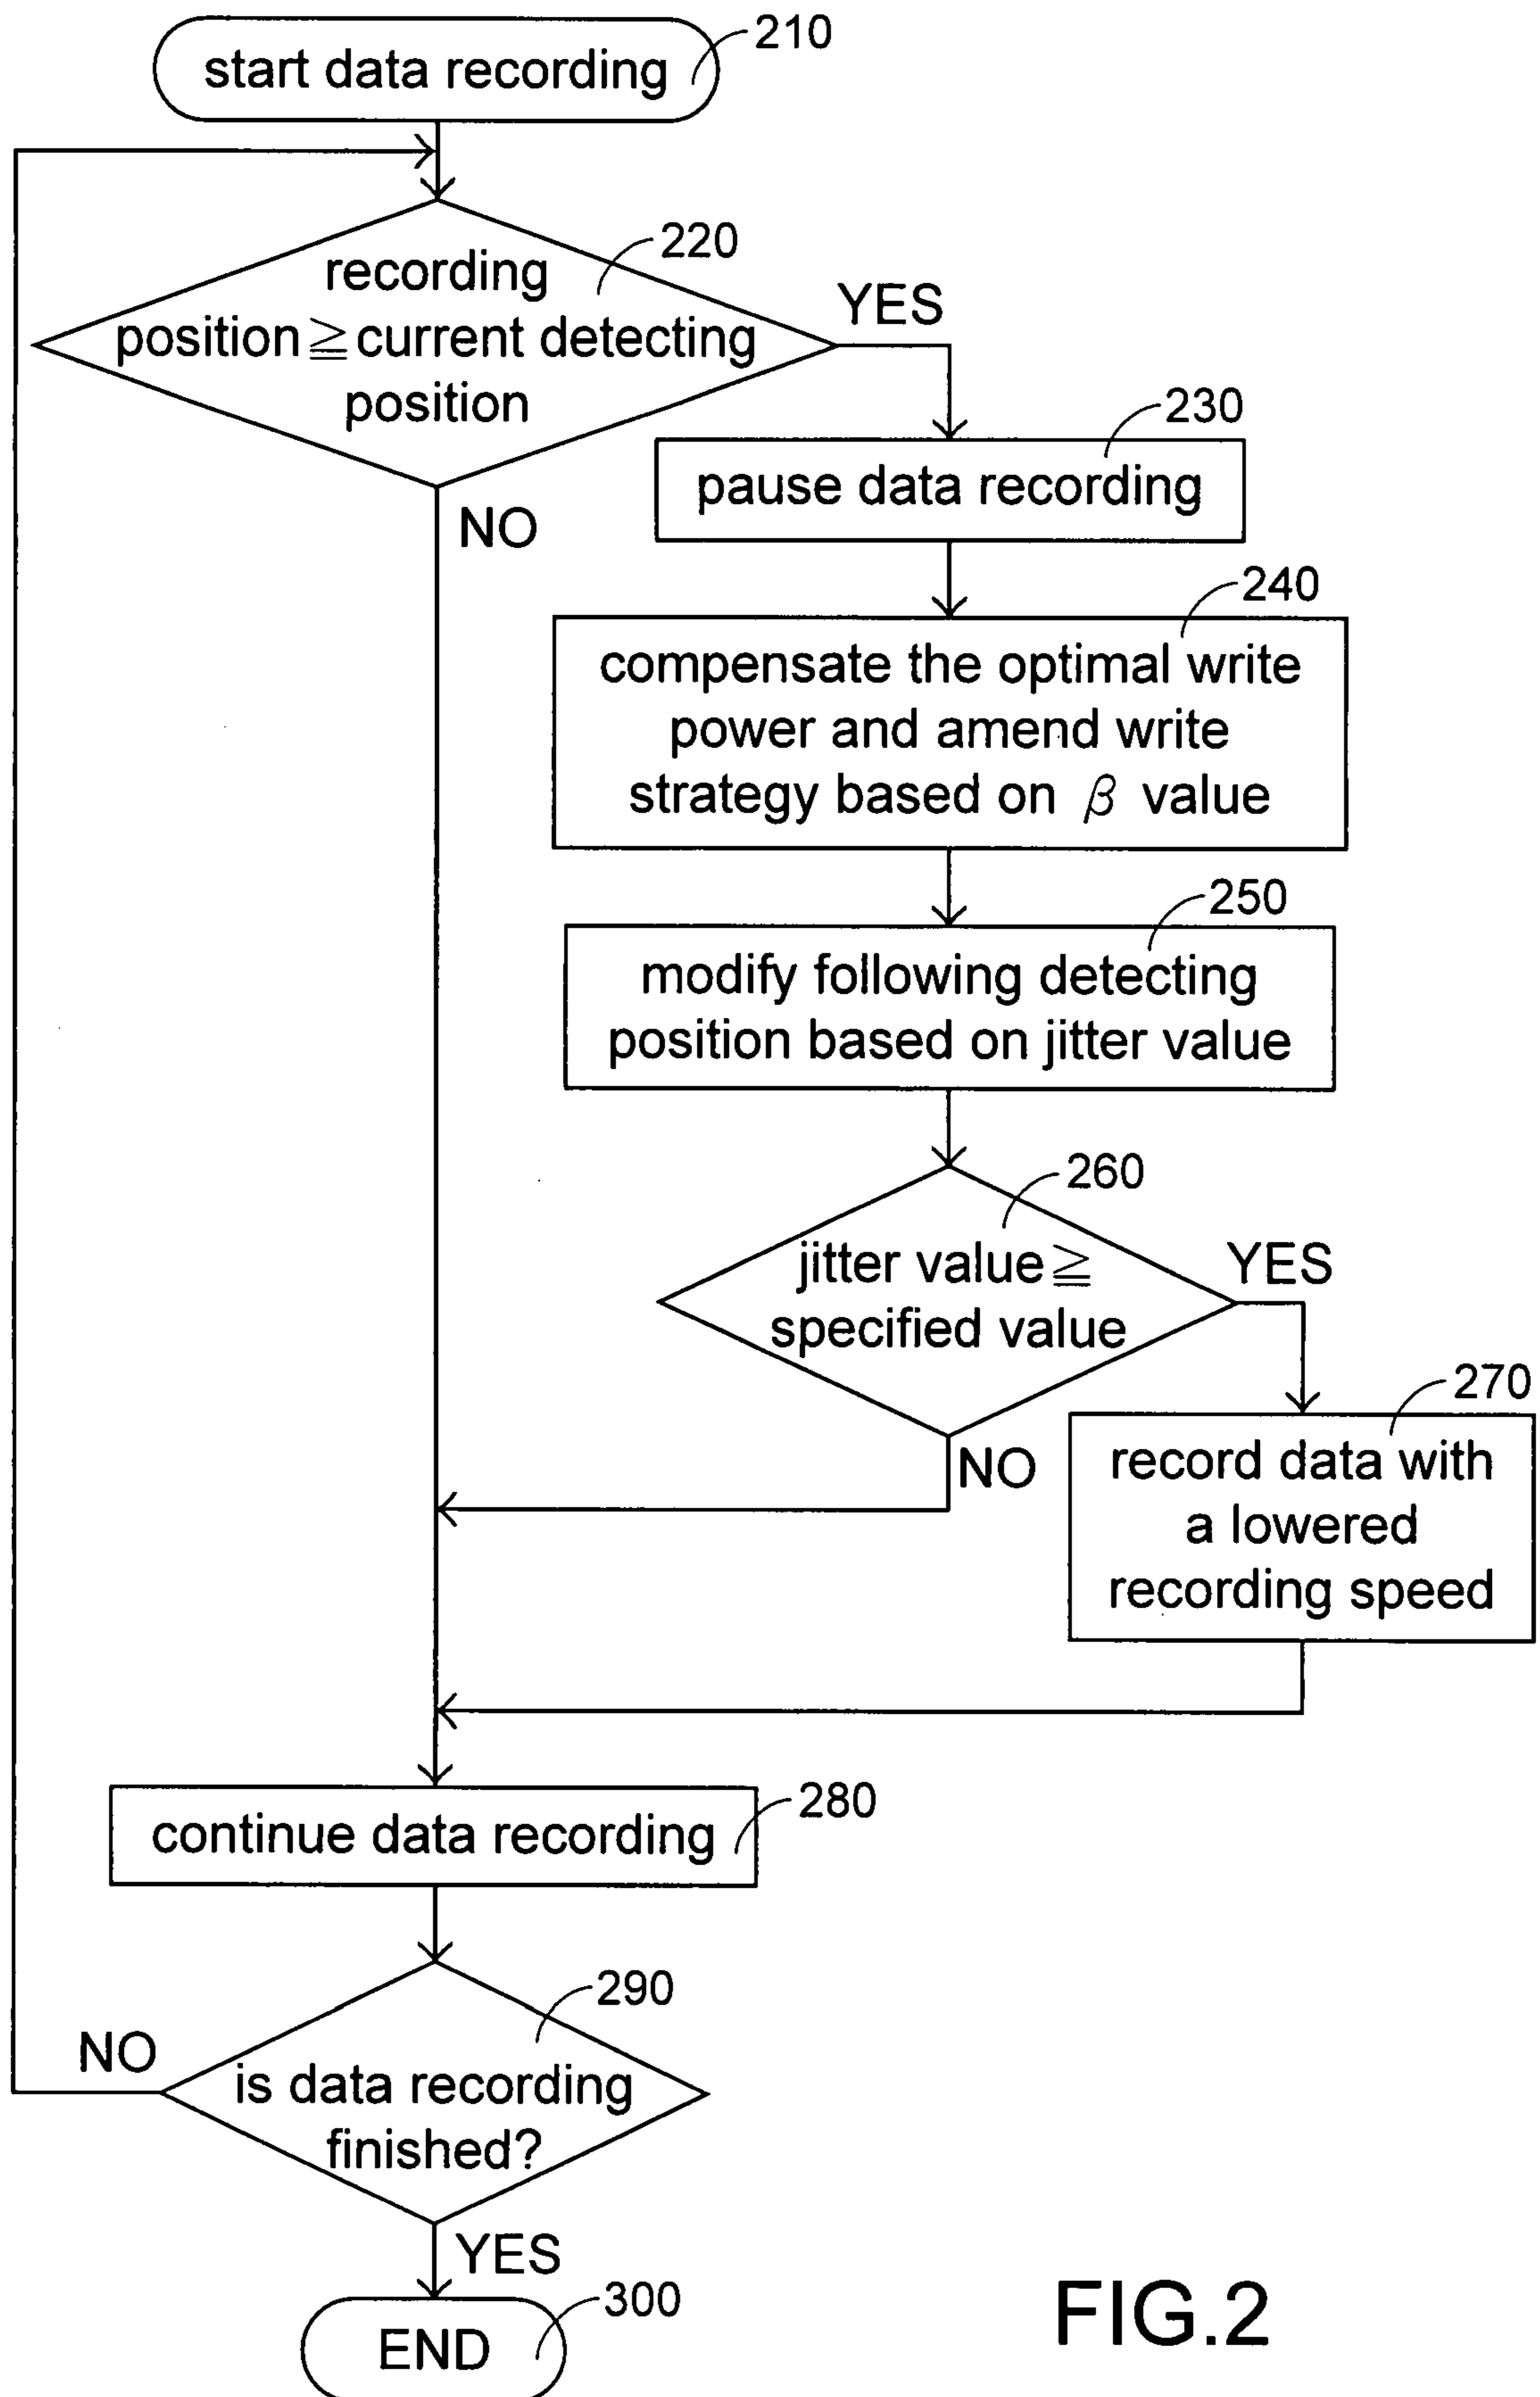 start data recording
210
recording
position≧current detecting
position
220
YES
NO
pause data recording
230
compensate the optimal write
power and amend write
strategy based on β value
240
modify following detecting
position based on jitter value
250
jitter value≧
specified value
260
YES
NO
record data with
a lowered
recording speed
270
continue data recording
280
is data recording
finished?
290
NO
YES
END
300
FIG.2